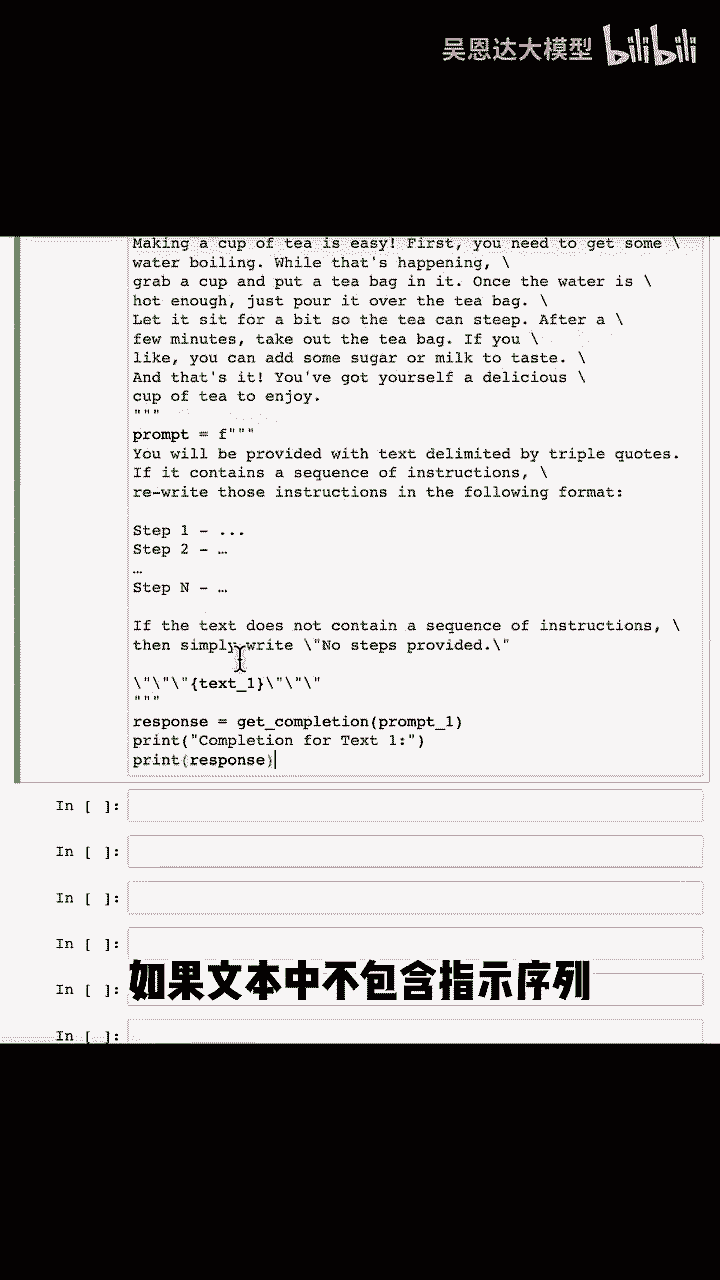 吴恩达大模型 bilibili
Making a cup of tea is easy! First, you need to get some \
water boiling. While that's happening, \
grab a cup and put a tea bag in it. Once the water is \
hot enough, just pour it over the tea bag. \
Let it sit for a bit so the tea can steep. After a \
few minutes, take out the tea bag. If you \
like, you can add some sugar or milk to taste. \
And that's it! You've got yourself a delicious \
cup of tea to enjoy.
"""
prompt = f"""
You will be provided with text delimited by triple quotes.
If it contains a sequence of instructions, \
re-write those instructions in the following format:
Step 1 - ...
Step 2 - …
…
Step N - …
If the text does not contain a sequence of instructions, \
then simply write \"No steps provided.\"
\"\"\"{text_1}\"\"\"
"""
response = get_completion(prompt_1)
print("Completion for Text 1:")
print(response)
In [ ]:
In [ ]:
In [ ]:
In [ ]:
In [ ]:
如果文本中不包含指示序列
In [ ]: